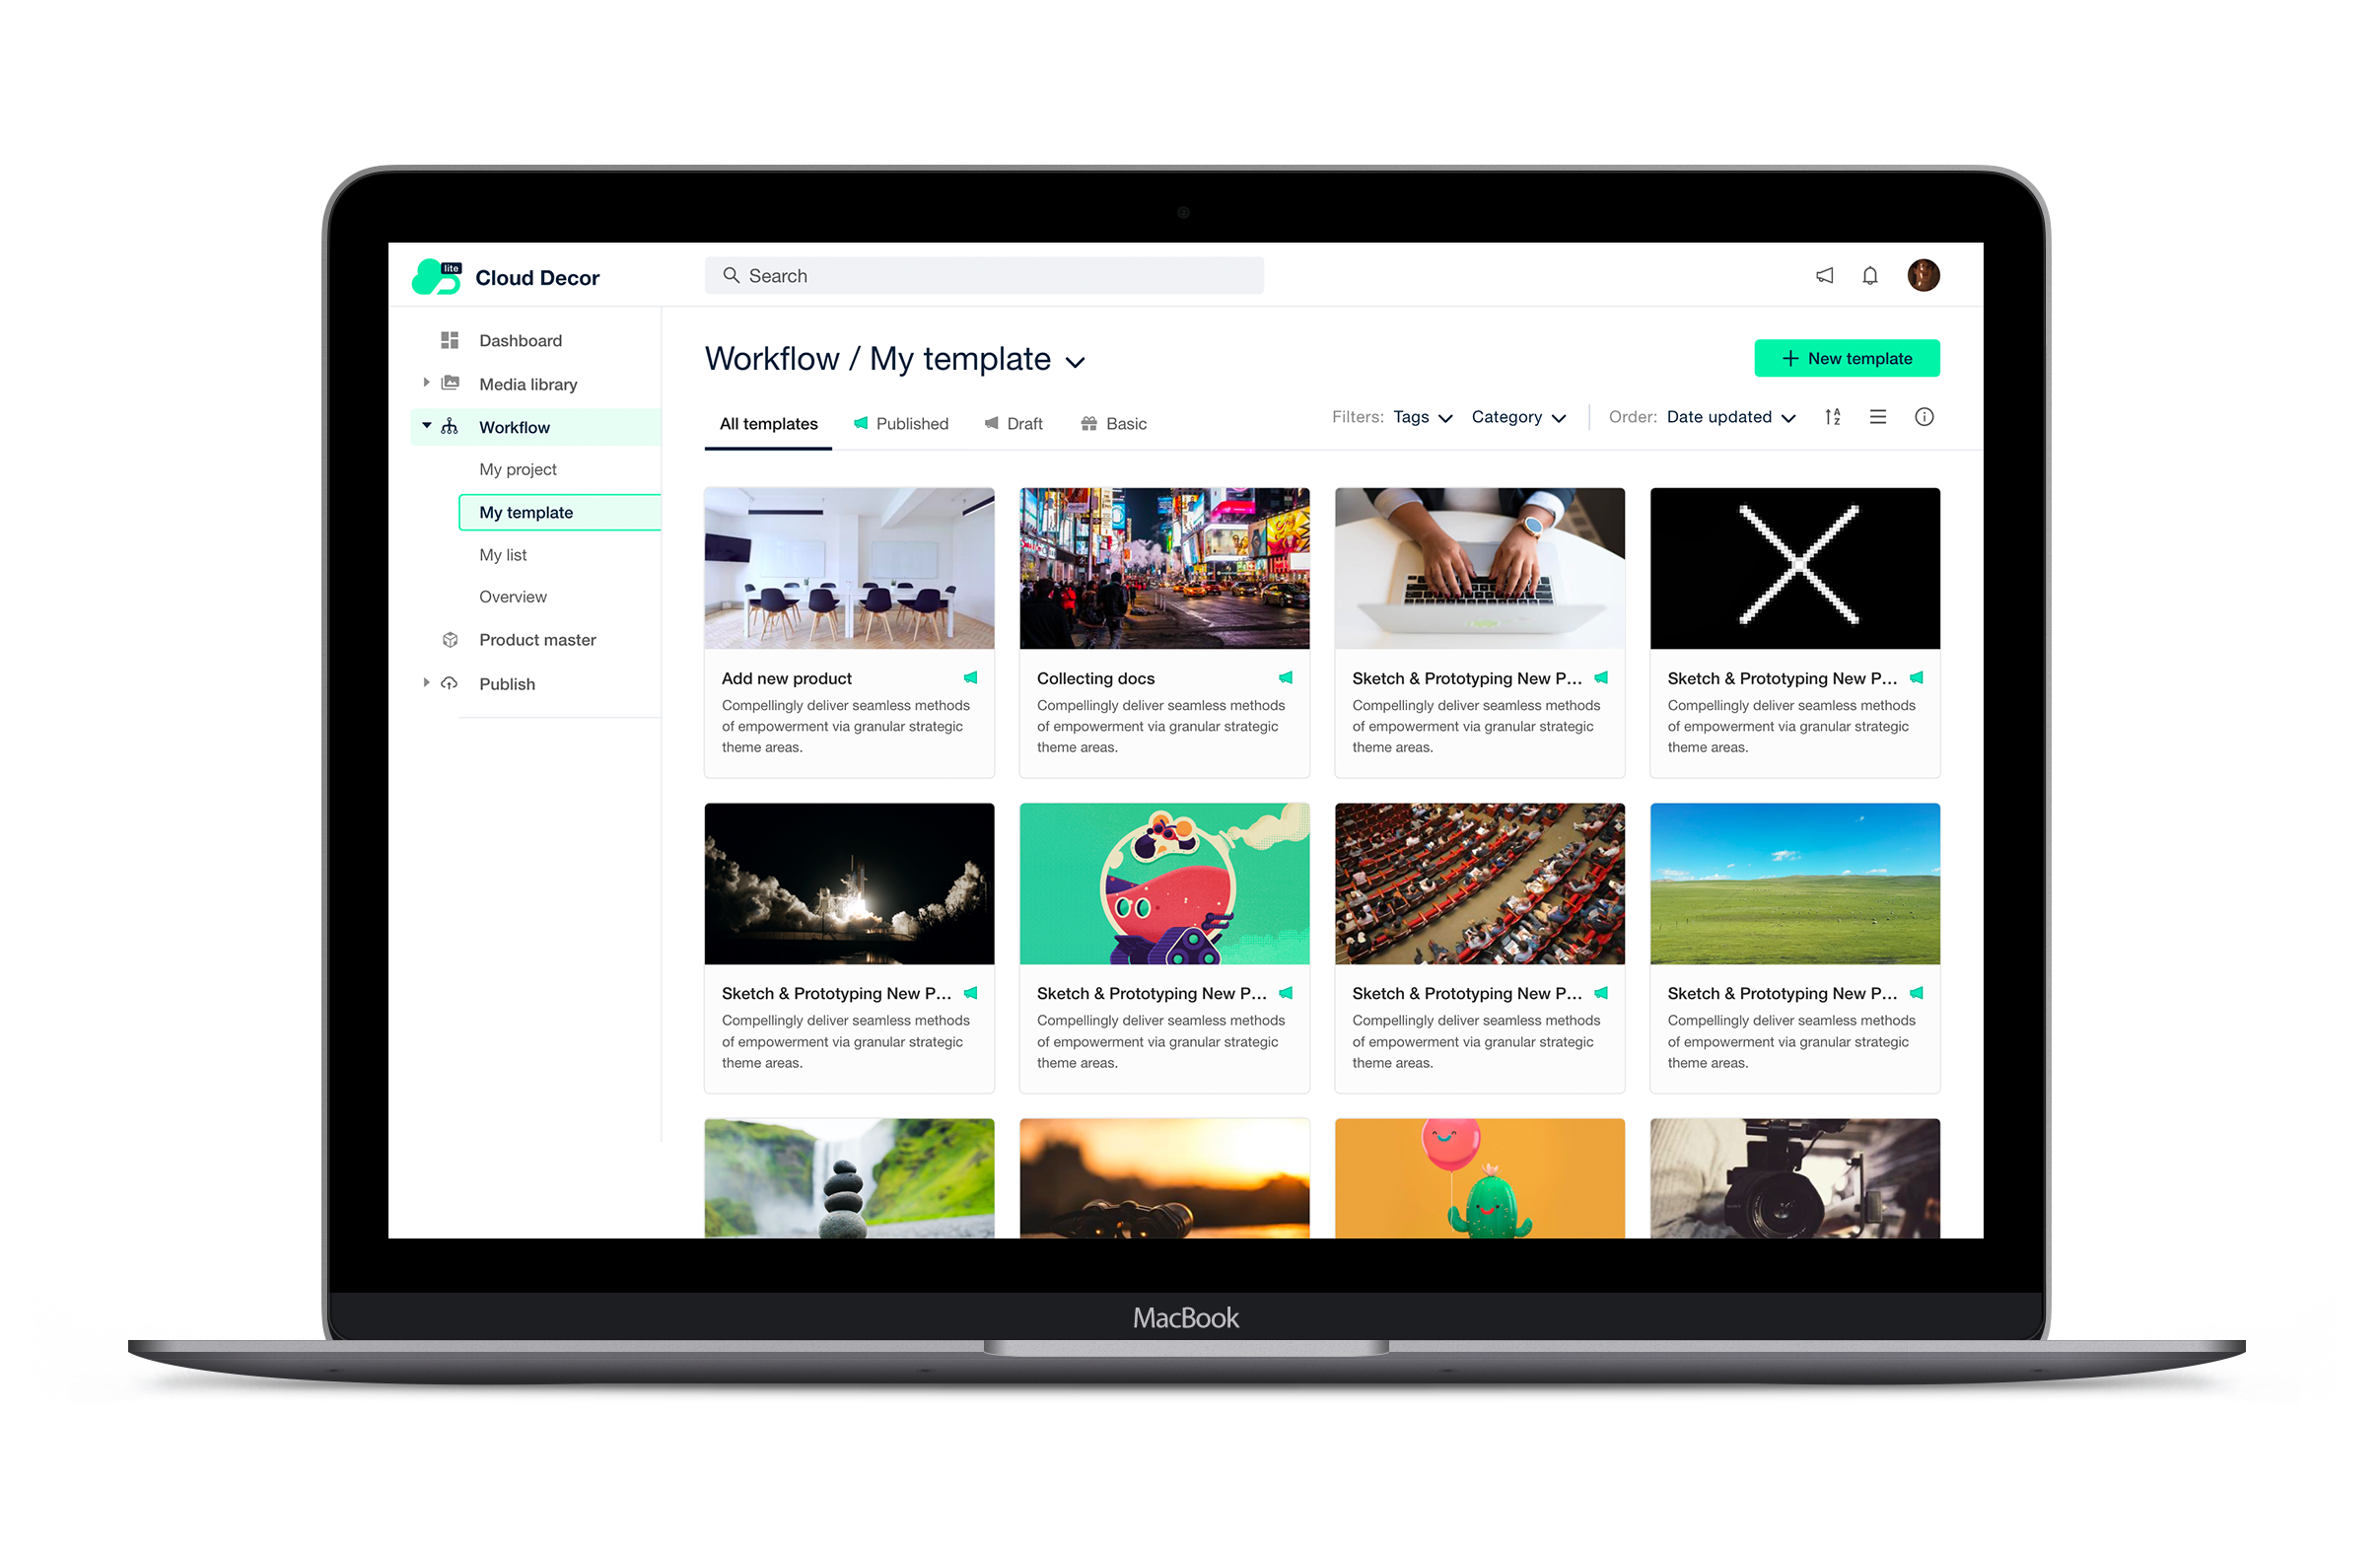 lite
Cloud Decor
Search
Dashboard
Media library
Workflow
My project
My template
My list
Overview
Product master
Publish
Workflow / My template
+ New template
All templates
Published
Draft
Basic
Filters: Tags
Category
Order: Date updated
A
Z
Add new product
Compellingly deliver seamless methods
of empowerment via granular strategic
theme areas.
Collecting docs
Compellingly deliver seamless methods
of empowerment via granular strategic
theme areas.
Sketch & Prototyping New P...
Compellingly deliver seamless methods
of empowerment via granular strategic
theme areas.
Sketch & Prototyping New P...
Compellingly deliver seamless methods
of empowerment via granular strategic
theme areas.
Sketch & Prototyping New P...
Compellingly deliver seamless methods
of empowerment via granular strategic
theme areas.
Sketch & Prototyping New P...
Compellingly deliver seamless methods
of empowerment via granular strategic
theme areas.
Sketch & Prototyping New P...
Compellingly deliver seamless methods
of empowerment via granular strategic
theme areas.
Sketch & Prototyping New P...
Compellingly deliver seamless methods
of empowerment via granular strategic
theme areas.
MacBook